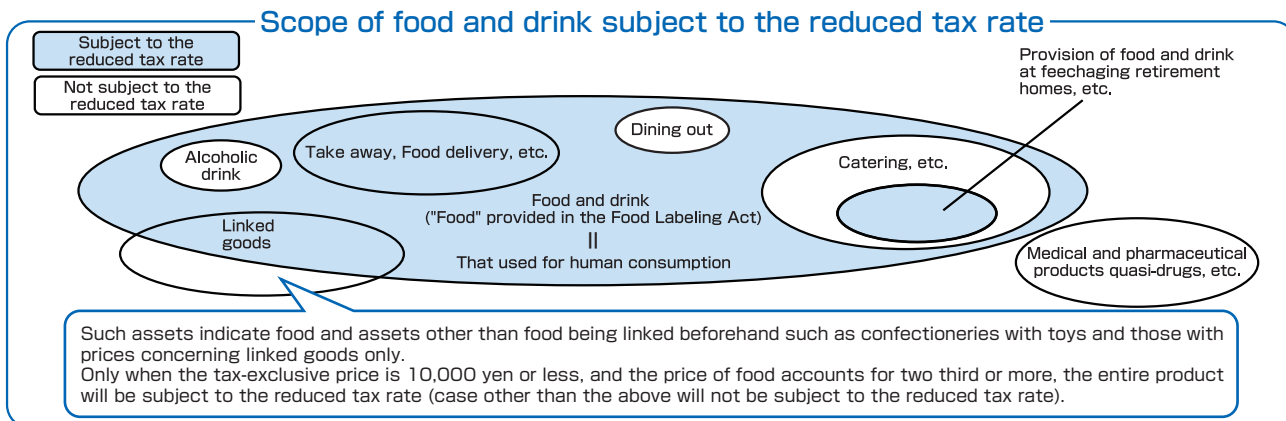 Scope of food and drink subject to the reduced tax rate
Subject to the
reduced tax rate
Not subject to the
reduced tax rate
Provision of food and drink
at feechaging retirement
homes, etc.
Dining out
Alcoholic
drink
Take away, Food delivery, etc.
Catering, etc.
Food and drink
("Food" provided in the Food Labeling Act)
||
That used for human consumption
Linked
goods
Medical and pharmaceutical
products quasi-drugs, etc.
Such assets indicate food and assets other than food being linked beforehand such as confectioneries with toys and those with
prices concerning linked goods only.
Only when the tax-exclusive price is 10,000 yen or less, and the price of food accounts for two third or more, the entire product
will be subject to the reduced tax rate (case other than the above will not be subject to the reduced tax rate).